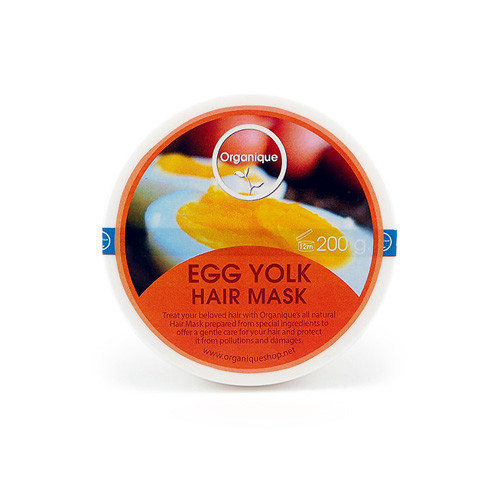 Organique
12m 200 g.
EGG YOLK
HAIR MASK
Treat your beloved hair with Organique's all natural
Hair Mask prepared from special ingredients to
offer a gentle care for your hair and protect
it from pollutions and damages.
www.organiqueshop.net